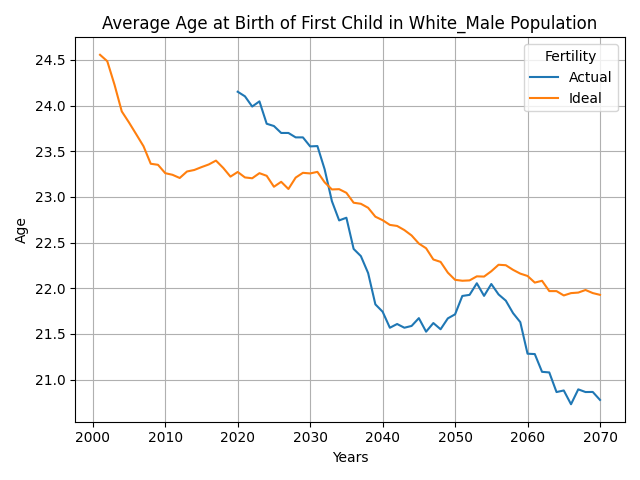 Average Age at Birth of First Child in White_Male Population
Fertility
Actual
Ideal
Age
24.5
24.0
23.5
23.0
22.5
22.0
21.5
21.0
2000 2010 2020 2030 2040 2050 2060 2070
Years